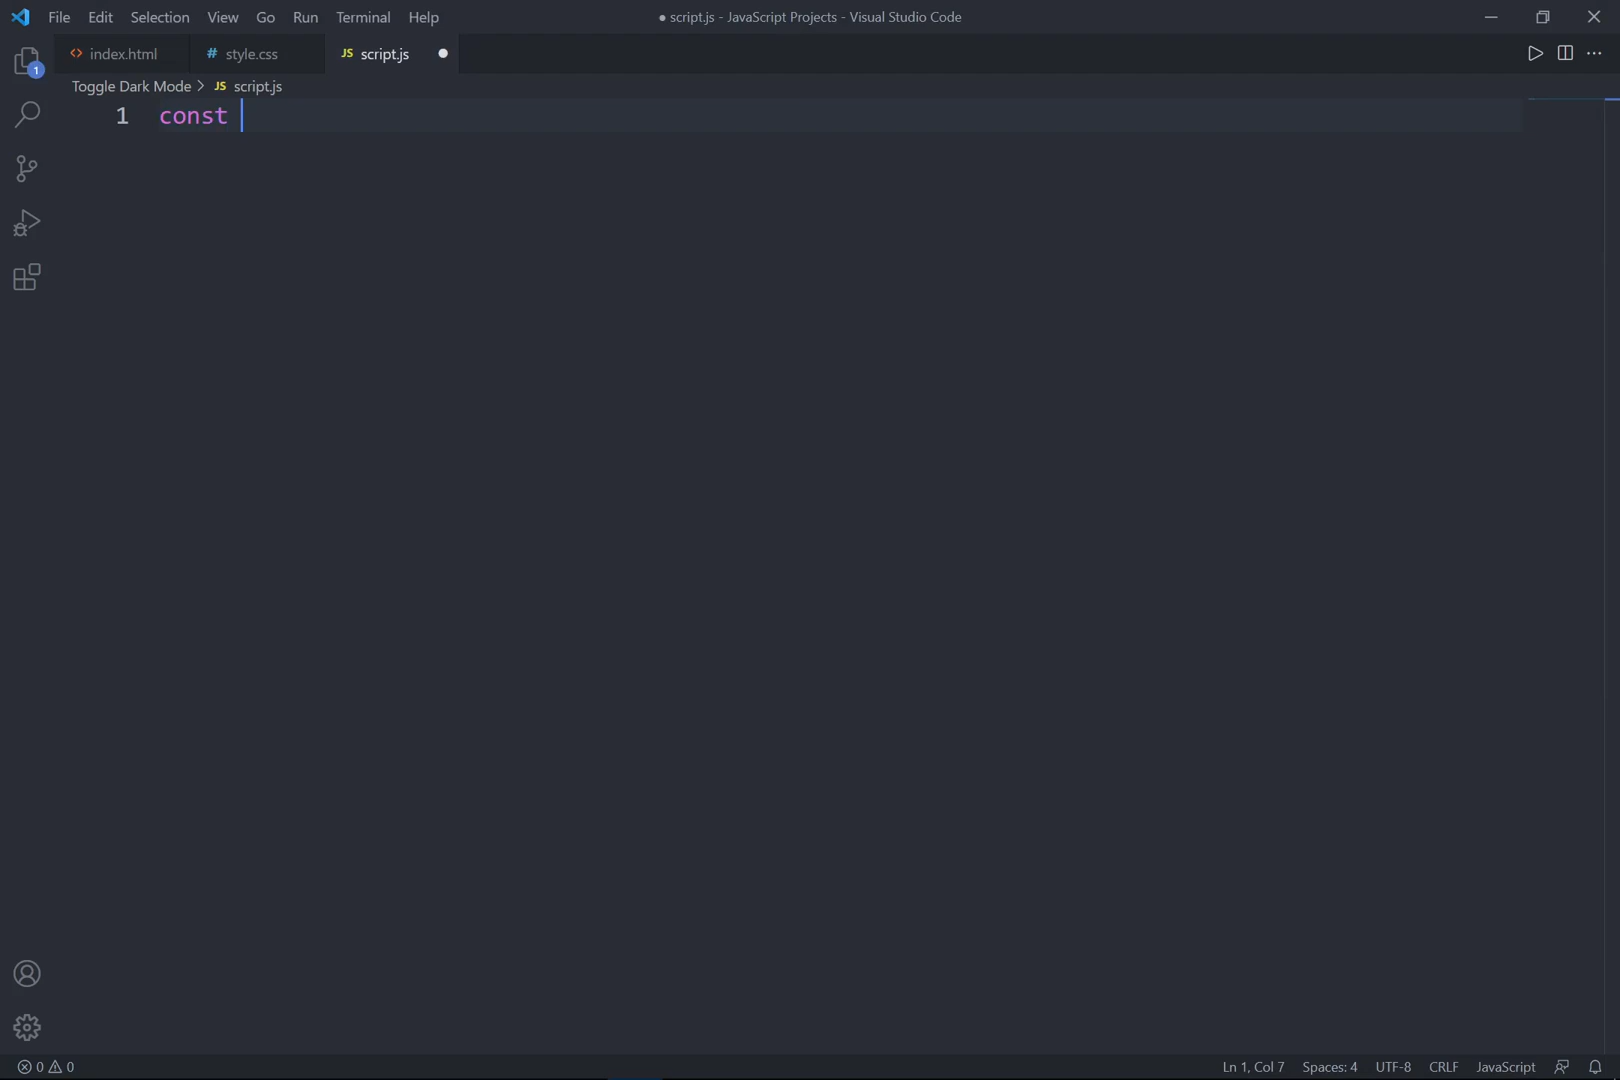 File Edit Selection View Go Run Terminal Help ● script.js - JavaScript Projects - Visual Studio Code
index.html # style.css JS script.js
1
Toggle Dark Mode > JS script.js
1 const
0 0 Ln 1, Col 7 Spaces: 4 UTF-8 CRLF JavaScript